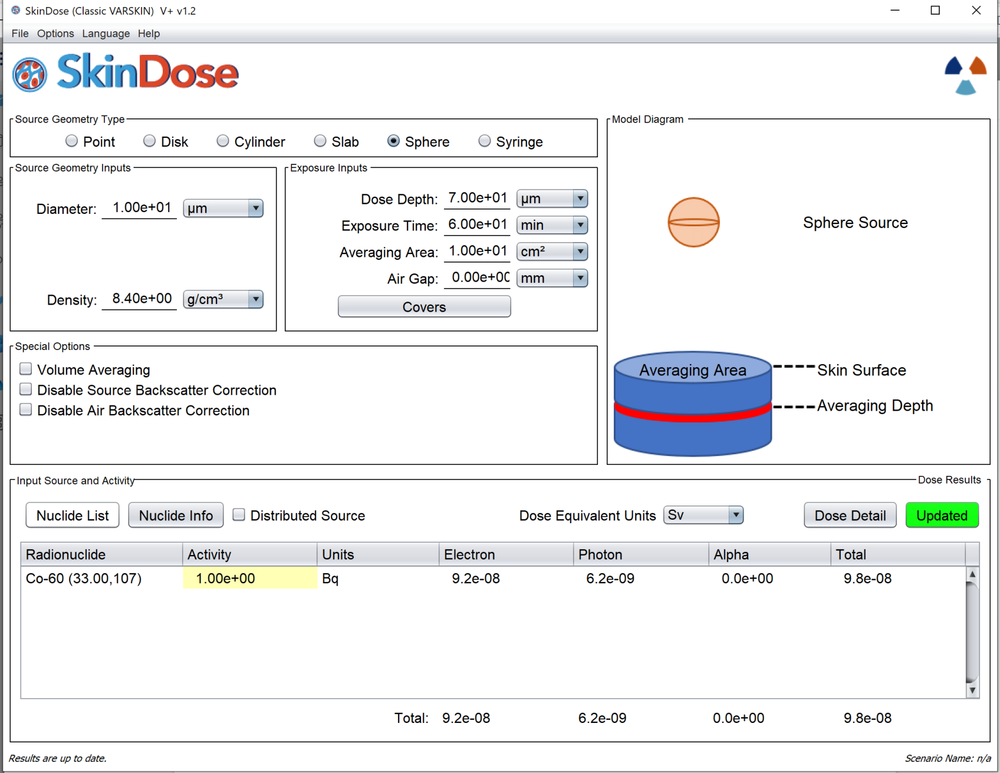 SkinDose (Classic VARSKIN) V+ v1.2
File Options Language Help
SkinDose
Source Geometry Type
Point Disk Cylinder Slab Sphere Syringe
Source Geometry Inputs
Diameter: 1.00e+01 µm
Density: 8.40e+00 g/cm³
Exposure Inputs
Dose Depth: 7.00e+01 µm
Exposure Time: 6.00e+01 min
Averaging Area: 1.00e+01 cm²
Air Gap: 0.00e+00 mm
Covers
Special Options
Volume Averaging
Disable Source Backscatter Correction
Disable Air Backscatter Correction
Model Diagram
Sphere Source
Averaging Area
Skin Surface
Averaging Depth
Input Source and Activity
Dose Results
Nuclide List Nuclide Info Distributed Source Dose Equivalent Units Sv Dose Detail Updated
Radionuclide Activity Units Electron Photon Alpha Total
Co-60 (33.00,107) 1.00e+00 Bq 9.2e-08 6.2e-09 0.0e+00 9.8e-08
Total: 9.2e-08 6.2e-09 0.0e+00 9.8e-08
Results are up to date.
Scenario Name: n/a